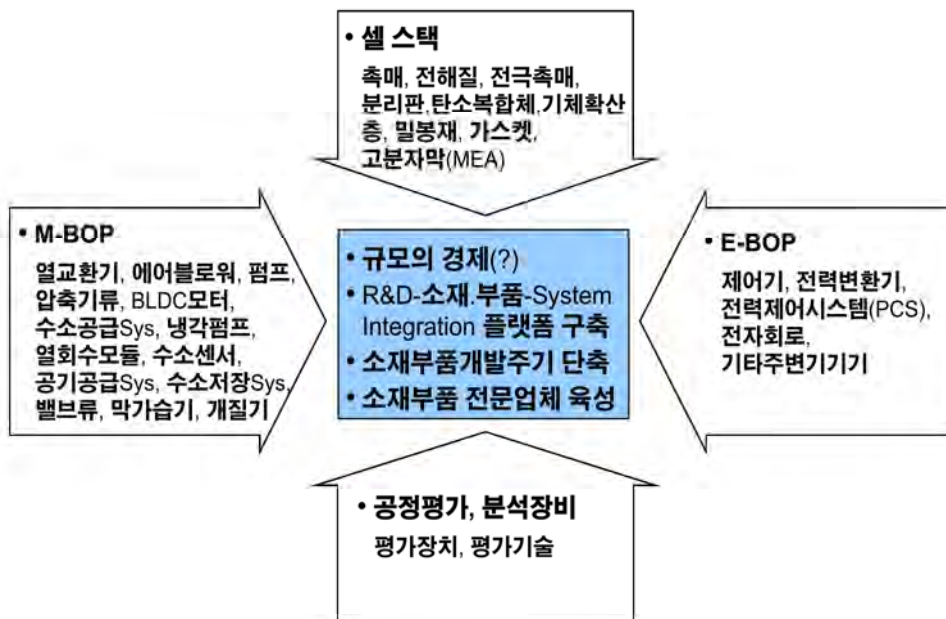 • 셀 스택
촉매, 전해질, 전극촉매,
분리판,탄소복합체,기체확산
층, 밀봉재, 가스켓,
고분자막(MEA)
• M-BOP
열교환기, 에어블로워, 펌프,
압축기류, BLDC모터,
수소공급Sys, 냉각펌프,
열회수모듈, 수소센서,
공기공급Sys, 수소저장Sys,
밸브류, 막가습기, 개질기
• 규모의 경제(?)
• R&D-소재.부품-System
Integration 플랫폼 구축
• 소재부품개발주기 단축
• 소재부품 전문업체 육성
• E-BOP
제어기, 전력변환기,
전력제어시스템(PCS),
전자회로,
기타주변기기기
• 공정평가, 분석장비
평가장치, 평가기술